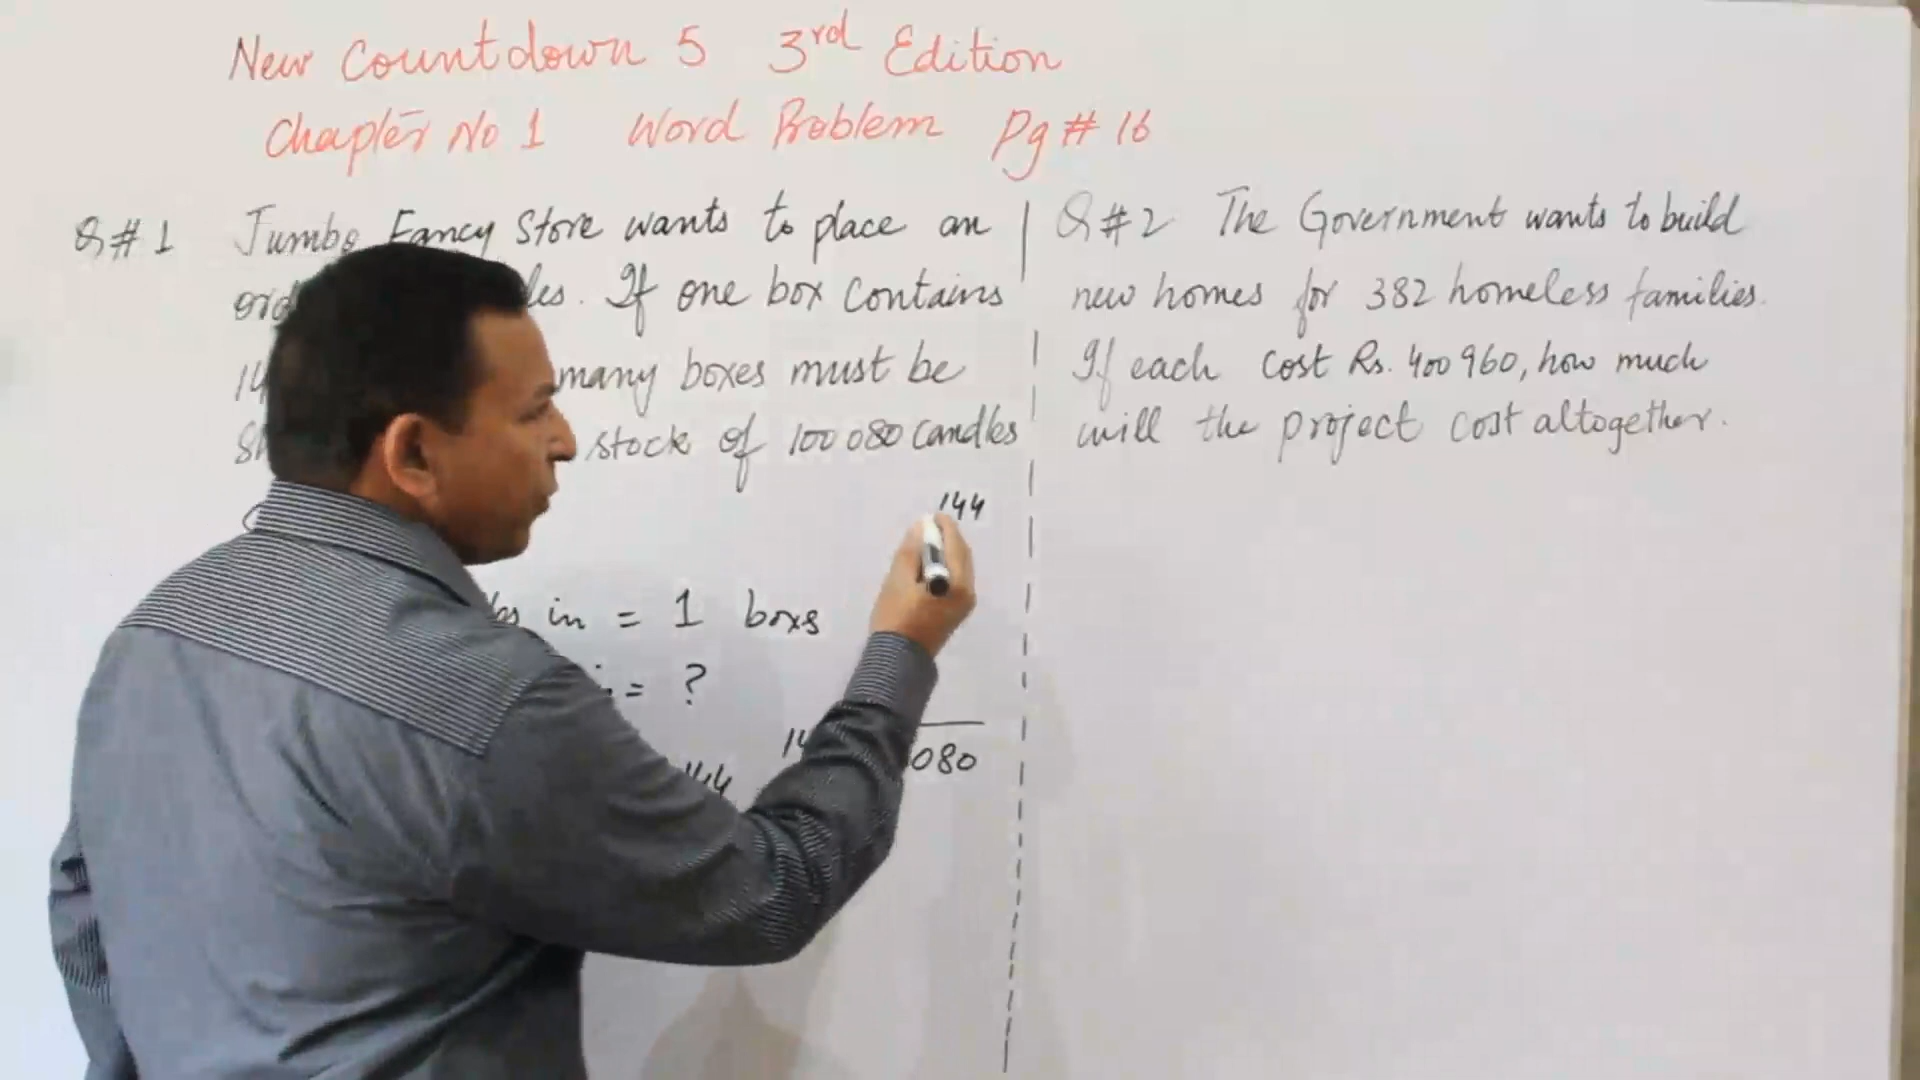 New Countdown 5 3rd Edition
Chapter No 1 Word Problem Pg # 16
Q # 1 Jumbo Fancy Store wants to place an
If one box contains
many boxes must be
stock of 100 080 candles
144
in = 1 boxs
= ?
144
080
Q # 2 The Government wants to build
new homes for 382 homeless families.
If each cost Rs. 400 960, how much
will the project cost altogether.